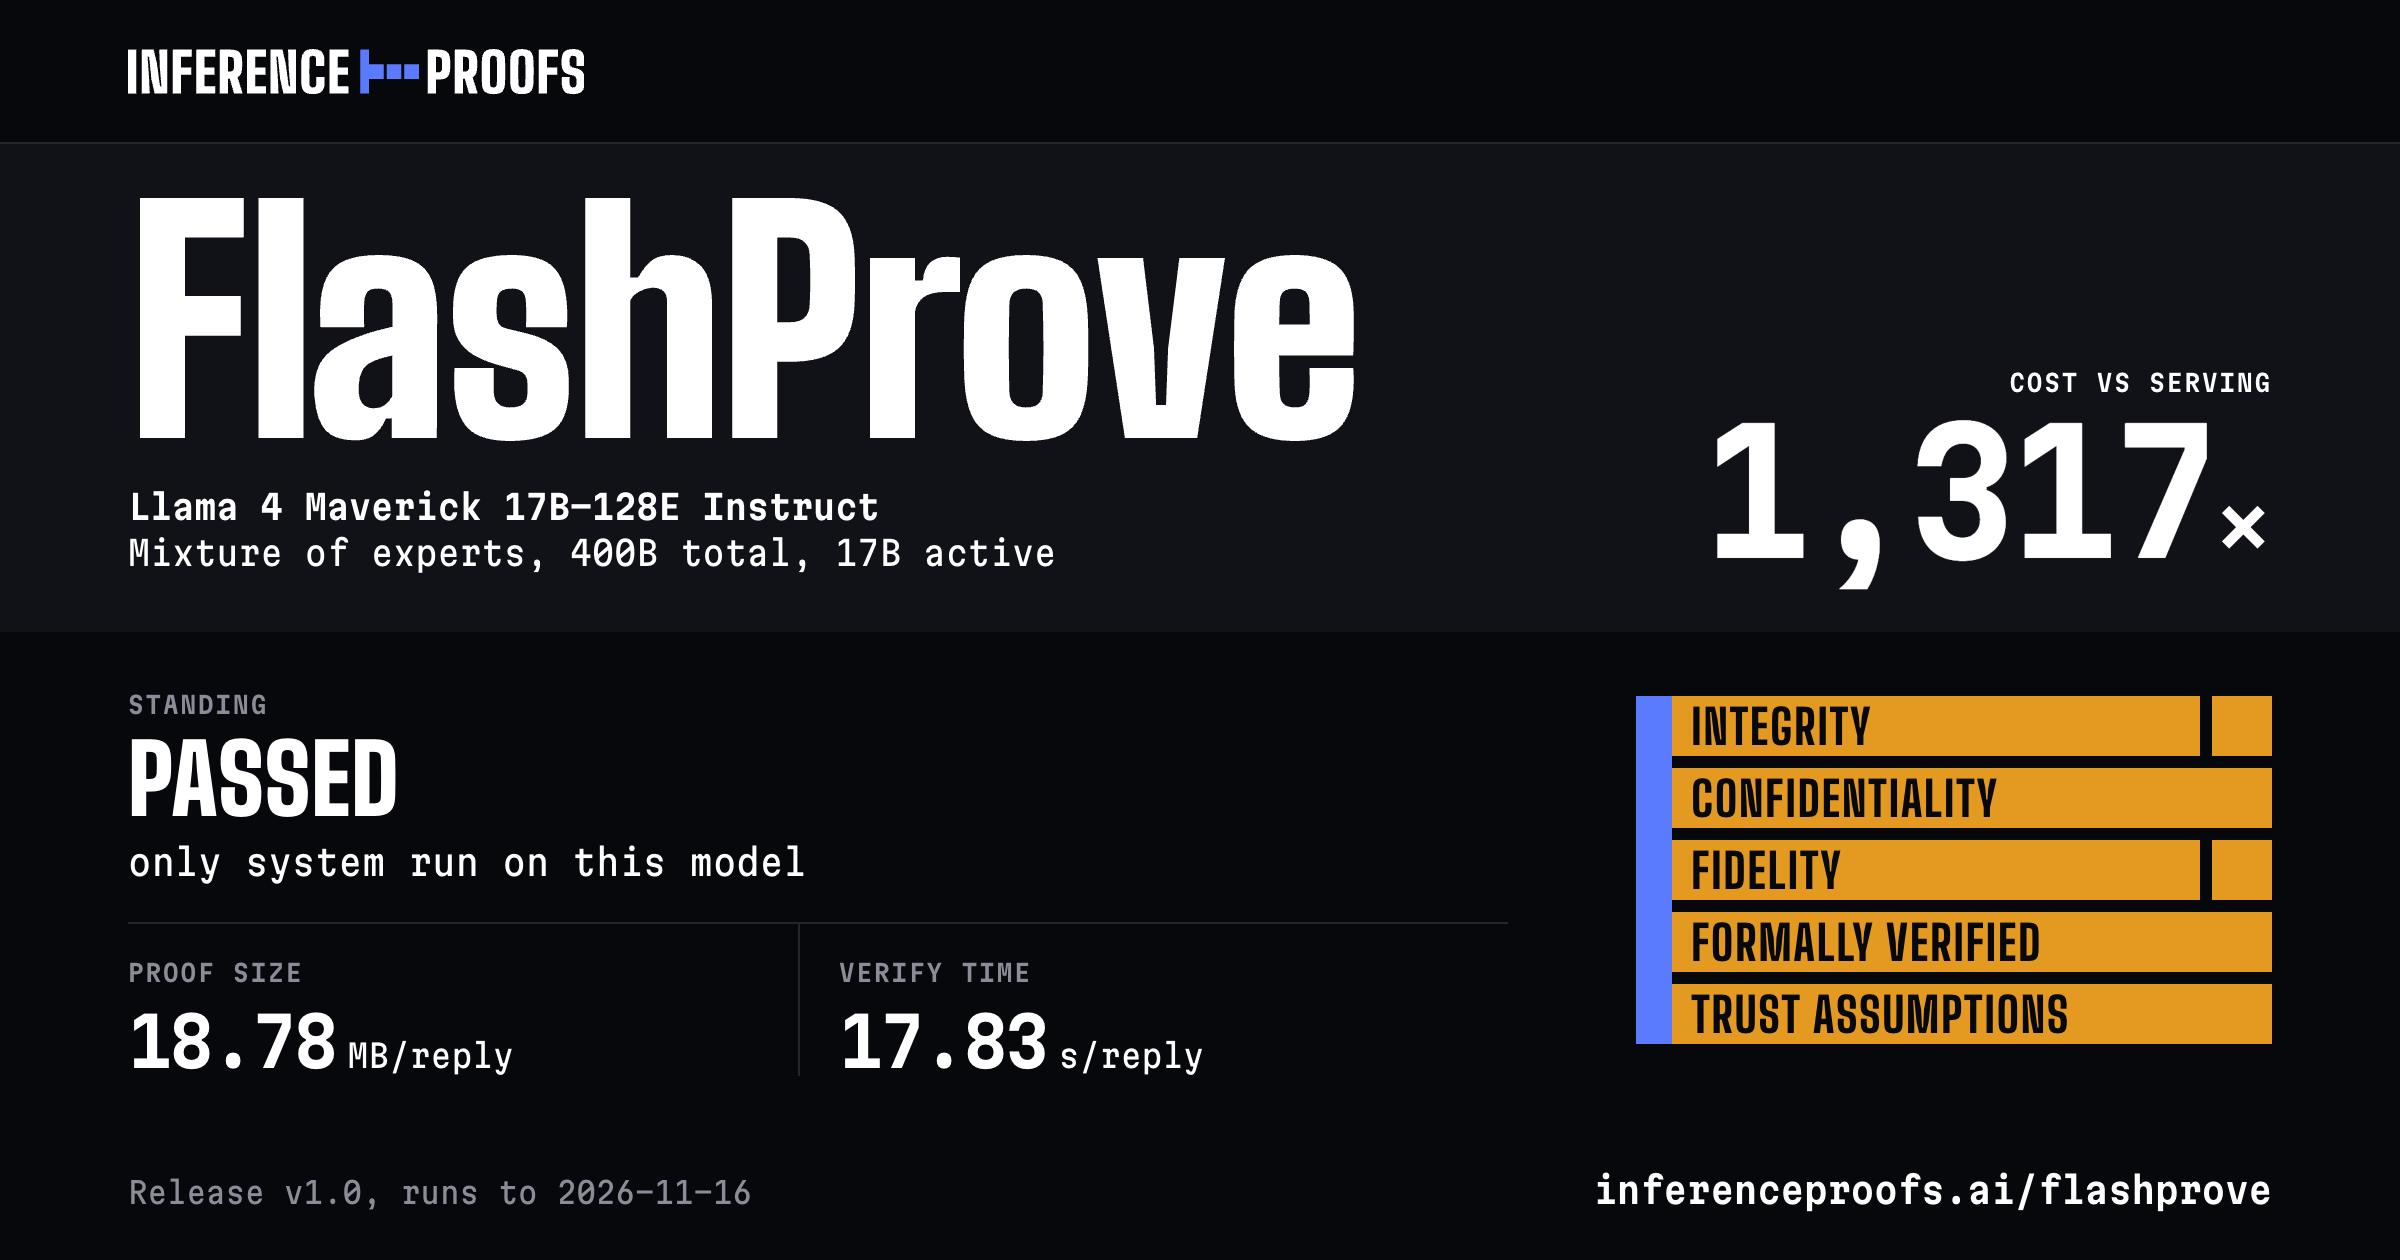 INFERENCE PROOFS
FlashProve
Llama 4 Maverick 17B–128E Instruct
Mixture of experts, 400B total, 17B active
COST VS SERVING
1,317×
STANDING
PASSED
only system run on this model
PROOF SIZE
18.78 MB/reply
VERIFY TIME
17.83 s/reply
INTEGRITY
CONFIDENTIALITY
FIDELITY
FORMALLY VERIFIED
TRUST ASSUMPTIONS
Release v1.0, runs to 2026-11-16
inferenceproofs.ai/flashprove